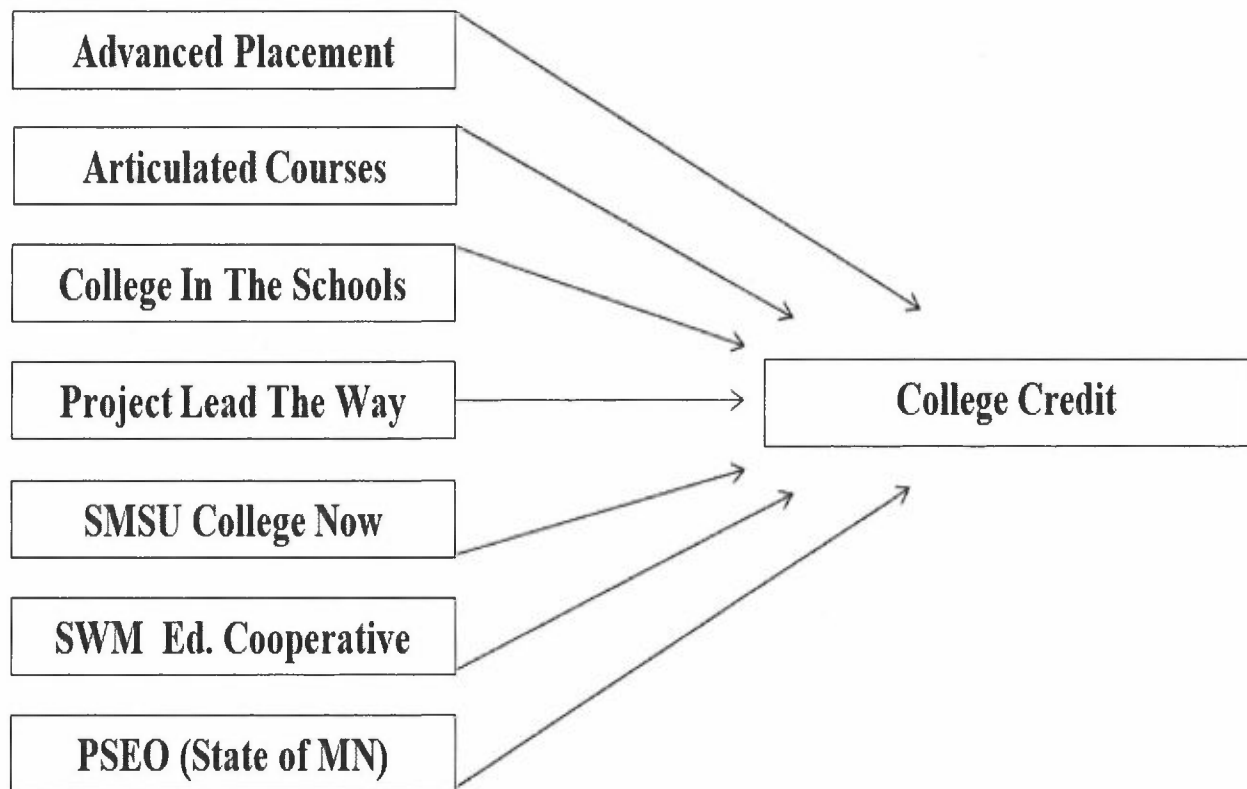 Advanced Placement
Articulated Courses
College In The Schools
Project Lead The Way
College Credit
SMSU College Now
SWM Ed. Cooperative
PSEO (State of MN)